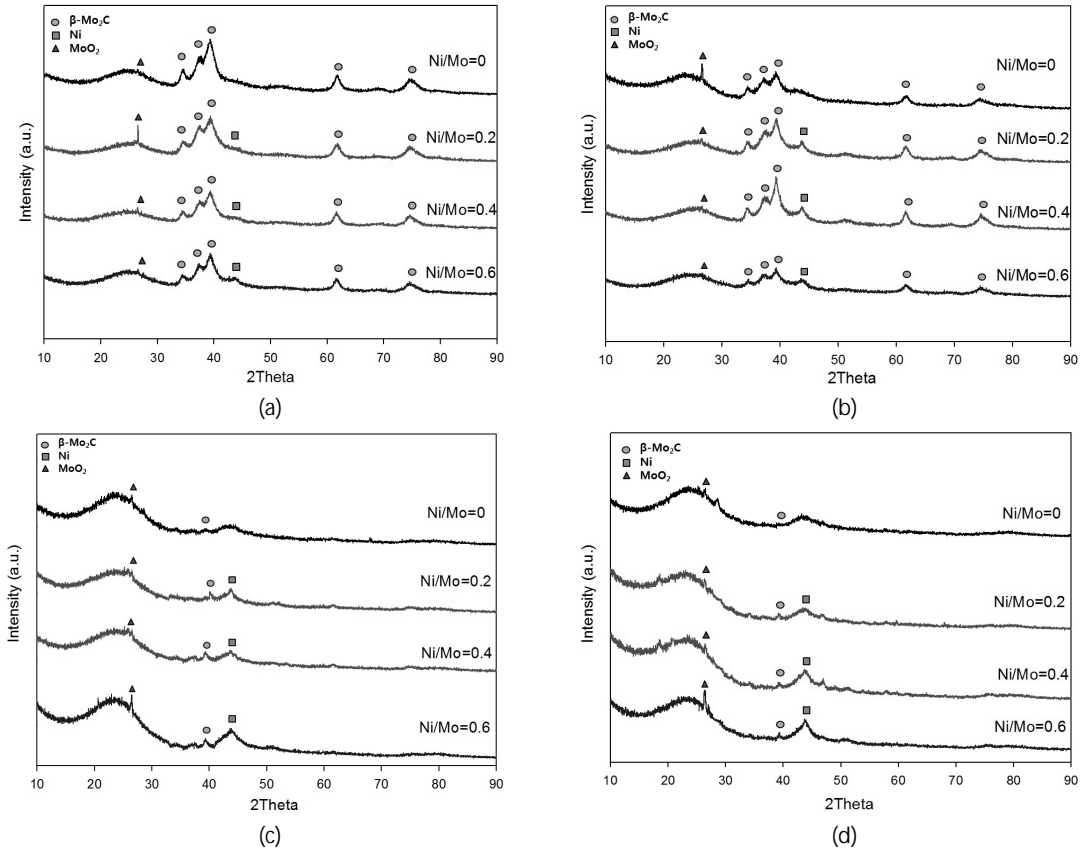 β-Mo₂C
Ni
MoO₂
Ni/Mo=0
Ni/Mo=0.2
Ni/Mo=0.4
Ni/Mo=0.6
Intensity (a.u.)
10 20 30 40 50 60 70 80 90
2Theta
(a)
β-Mo₂C
Ni
MoO₂
Ni/Mo=0
Ni/Mo=0.2
Ni/Mo=0.4
Ni/Mo=0.6
Intensity (a.u.)
10 20 30 40 50 60 70 80 90
2Theta
(b)
β-Mo₂C
Ni
MoO₂
Ni/Mo=0
Ni/Mo=0.2
Ni/Mo=0.4
Ni/Mo=0.6
Intensity (a.u.)
10 20 30 40 50 60 70 80 90
2Theta
(c)
β-Mo₂C
Ni
MoO₂
Ni/Mo=0
Ni/Mo=0.2
Ni/Mo=0.4
Ni/Mo=0.6
Intensity (a.u.)
10 20 30 40 50 60 70 80 90
2Theta
(d)